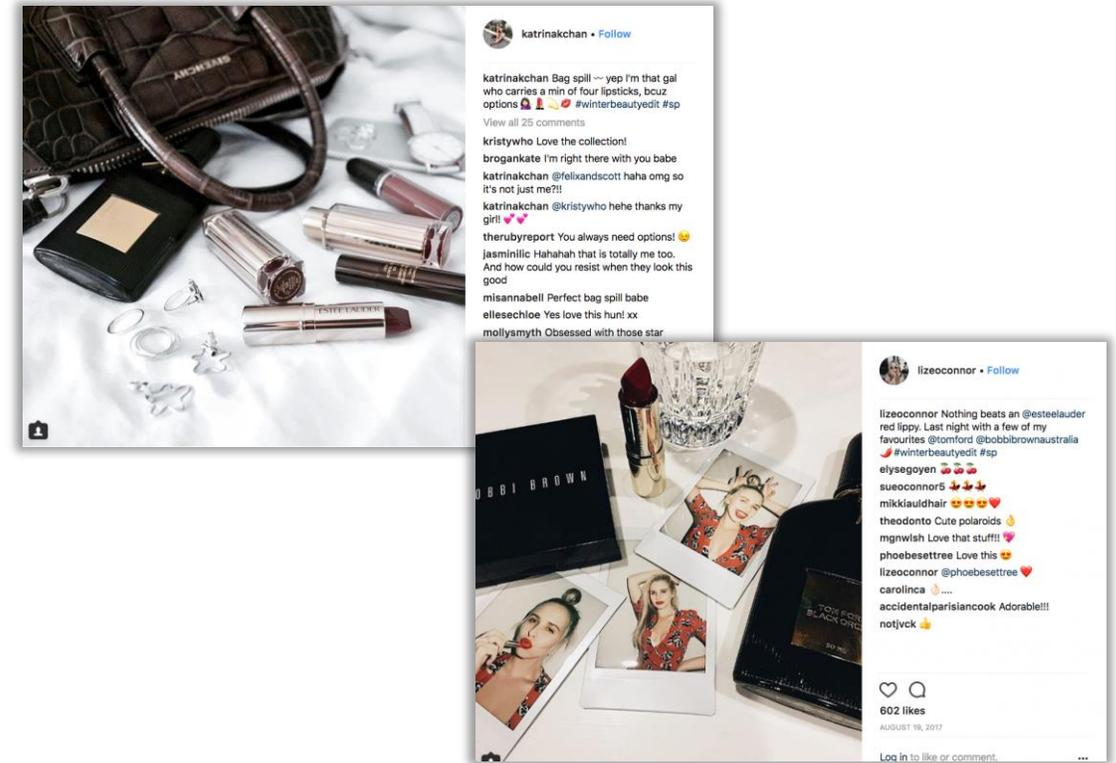 GIVENCHY
ESTEE LAUDER
katrinakchan • Follow
katrinakchan Bag spill 〰 yep I'm that gal
who carries a min of four lipsticks, bcuz
options 💁🏻‍♀️💄💫💋 #winterbeautyedit #sp
View all 25 comments
kristywho Love the collection!
brogankate I'm right there with you babe
katrinakchan @felixandscott haha omg so
it's not just me?!!
katrinakchan @kristywho hehe thanks my
girl! 💕💕
therubyreport You always need options! 😉
jasminilic Hahahah that is totally me too.
And how could you resist when they look this
good
misannabell Perfect bag spill babe
ellesechloe Yes love this hun! xx
mollysmyth Obsessed with those star
OBBI BROWN
TOM FORD
BLACK ORC
50 ML
lizeoconnor • Follow
lizeoconnor Nothing beats an @esteelauder
red lippy. Last night with a few of my
favourites @tomford @bobbibrownaustralia
🌶️#winterbeautyedit #sp
elysegoyen 🍒🍒🍒
sueoconnor5 💃💃💃
mikkiauldhair 😍😍😍❤️
theodonto Cute polaroids 👌
mgnwlsh Love that stuff!! 💖
phoebesettree Love this 😍
lizeoconnor @phoebesettree ❤️
carolinca 👌🏻....
accidentalparisiancook Adorable!!!
notjvck 👍
602 likes
AUGUST 19, 2017
Log in to like or comment.